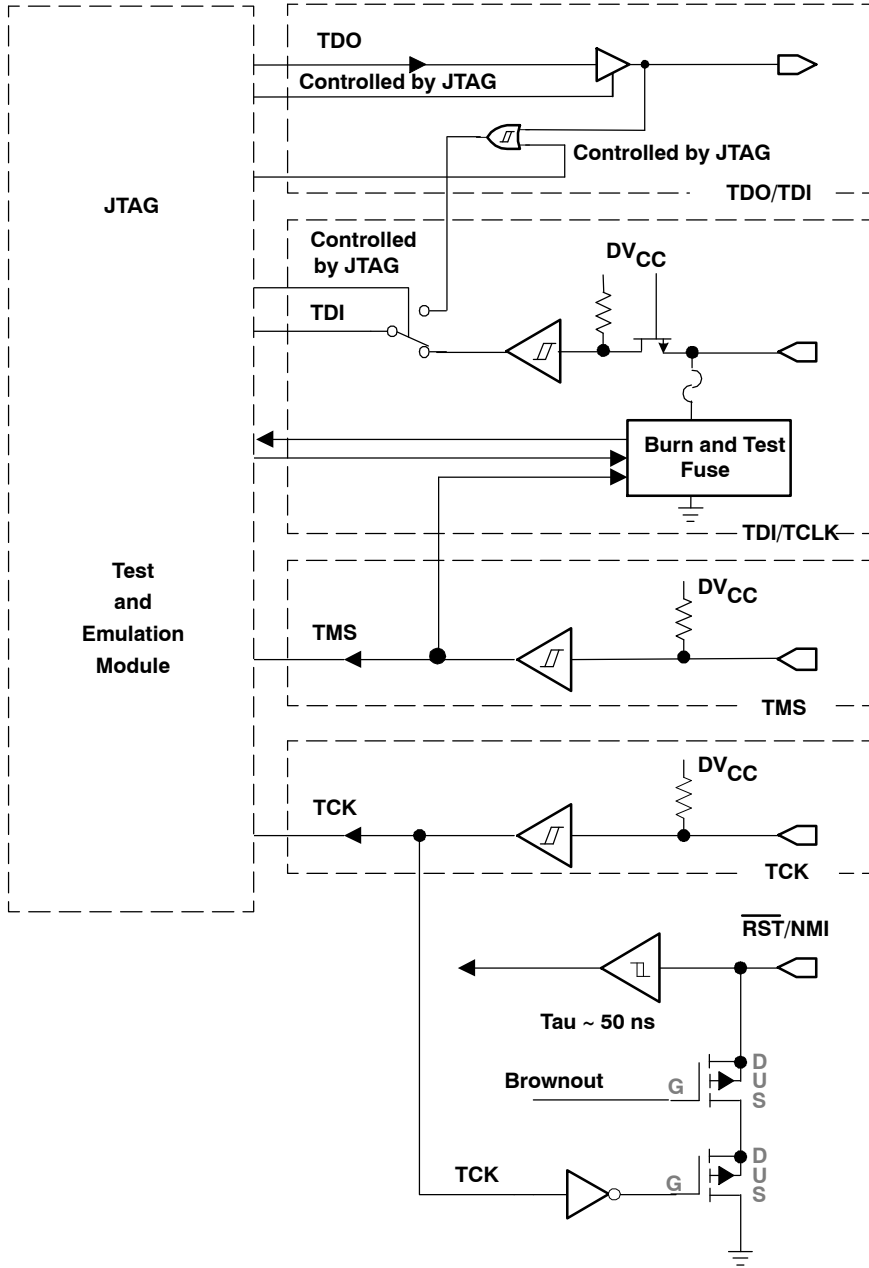 TDO
Controlled by JTAG
Controlled by JTAG
TDO/TDI
JTAG
Controlled
by JTAG
TDI
DVCC
Burn and Test
Fuse
TDI/TCLK
Test
and
Emulation
Module
TMS
DVCC
TMS
TCK
DVCC
TCK
RST/NMI
Tau ~ 50 ns
Brownout
G
D
U
S
TCK
G
D
U
S